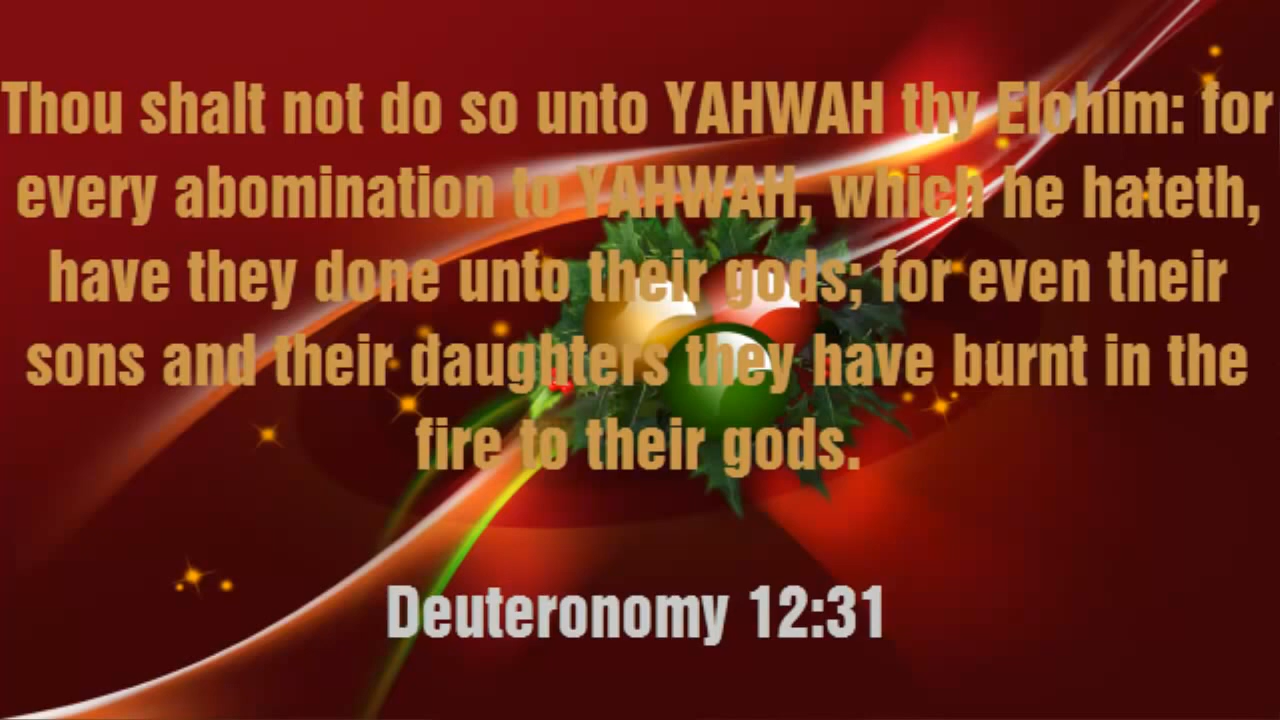 Thou shalt not do so unto YAHWAH thy Elohim: for
every abomination to YAHWAH, which he hateth,
have they done unto their gods; for even their
sons and their daughters they have burnt in the
fire to their gods.
Deuteronomy 12:31